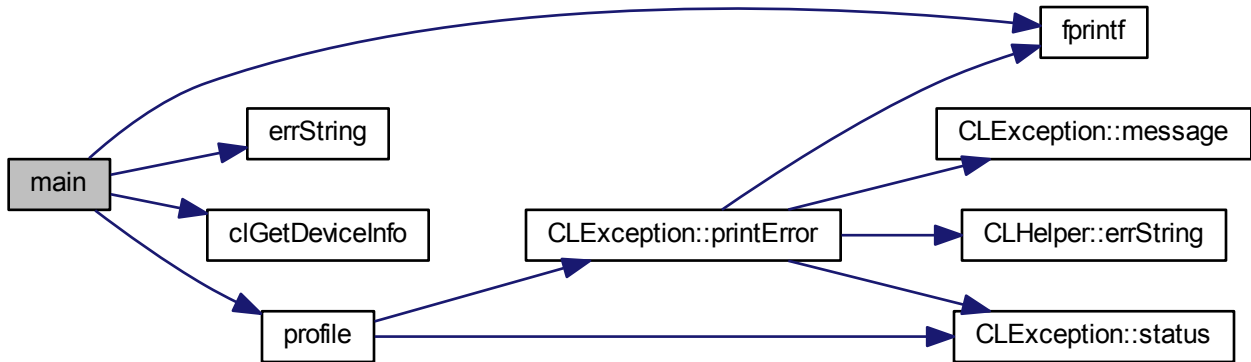 fprintf
errString
CLException::message
main
clGetDeviceInfo
CLException::printError
CLHelper::errString
profile
CLException::status